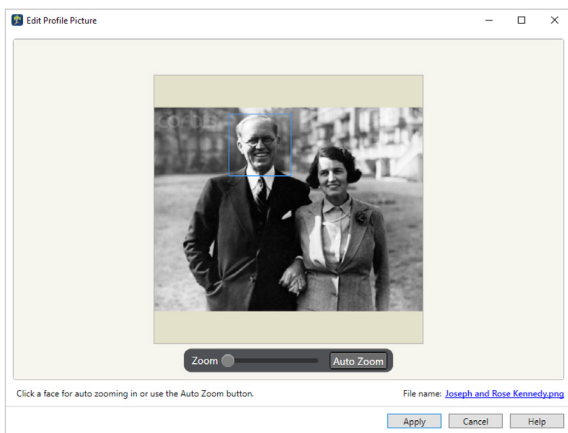 Edit Profile Picture
corbis
Zoom
Auto Zoom
Click a face for auto zooming in or use the Auto Zoom button.
File name: Joseph and Rose Kennedy.png
Apply
Cancel
Help